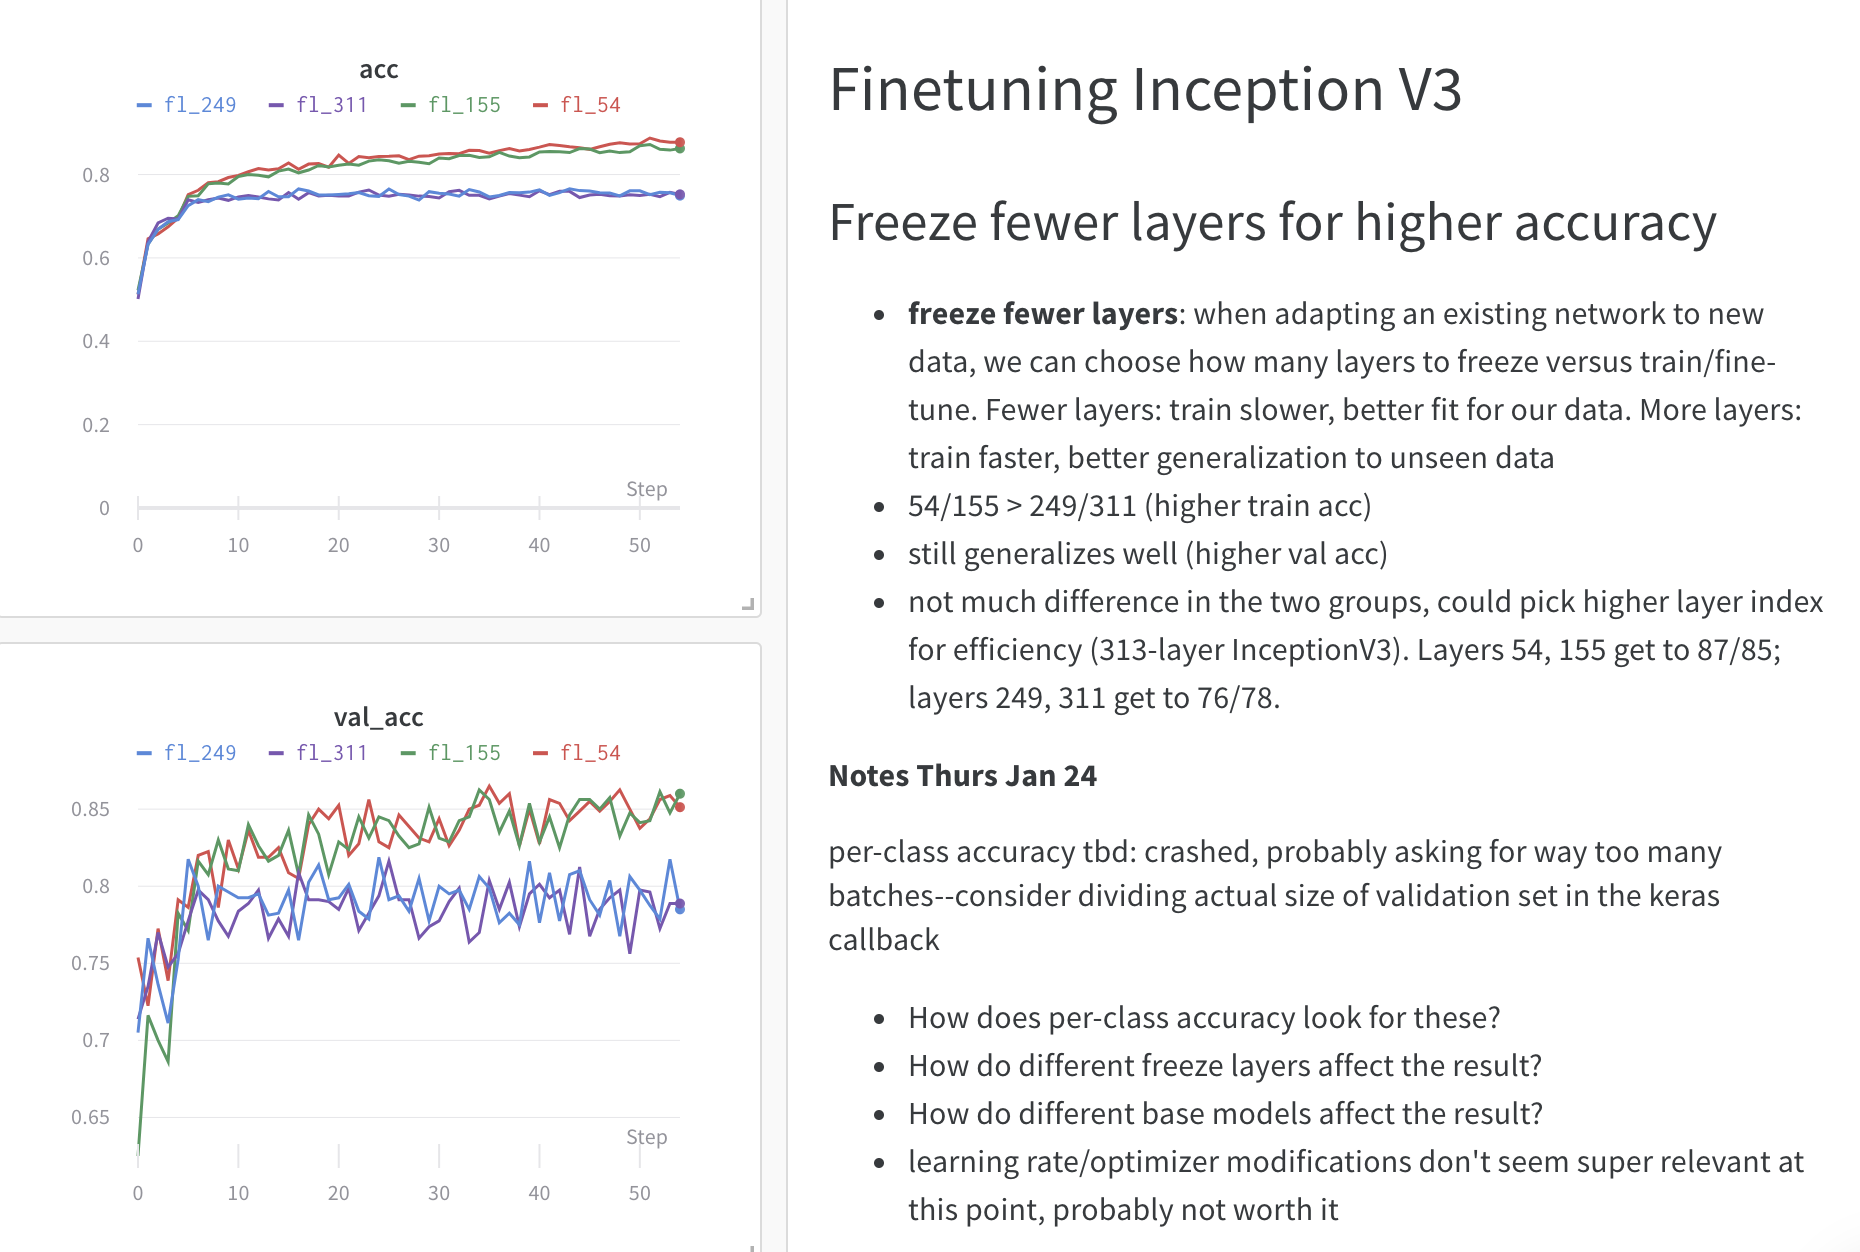 acc
fl_249 fl_311 fl_155 fl_54
0.8
0.6
0.4
0.2
0
Step
0 10 20 30 40 50
val_acc
fl_249 fl_311 fl_155 fl_54
0.85
0.8
0.75
0.7
0.65
Step
0 10 20 30 40 50
Finetuning Inception V3
Freeze fewer layers for higher accuracy
• freeze fewer layers: when adapting an existing network to new
data, we can choose how many layers to freeze versus train/fine-
tune. Fewer layers: train slower, better fit for our data. More layers:
train faster, better generalization to unseen data
• 54/155 > 249/311 (higher train acc)
• still generalizes well (higher val acc)
• not much difference in the two groups, could pick higher layer index
for efficiency (313-layer InceptionV3). Layers 54, 155 get to 87/85;
layers 249, 311 get to 76/78.
Notes Thurs Jan 24
per-class accuracy tbd: crashed, probably asking for way too many
batches--consider dividing actual size of validation set in the keras
callback
• How does per-class accuracy look for these?
• How do different freeze layers affect the result?
• How do different base models affect the result?
• learning rate/optimizer modifications don't seem super relevant at
this point, probably not worth it